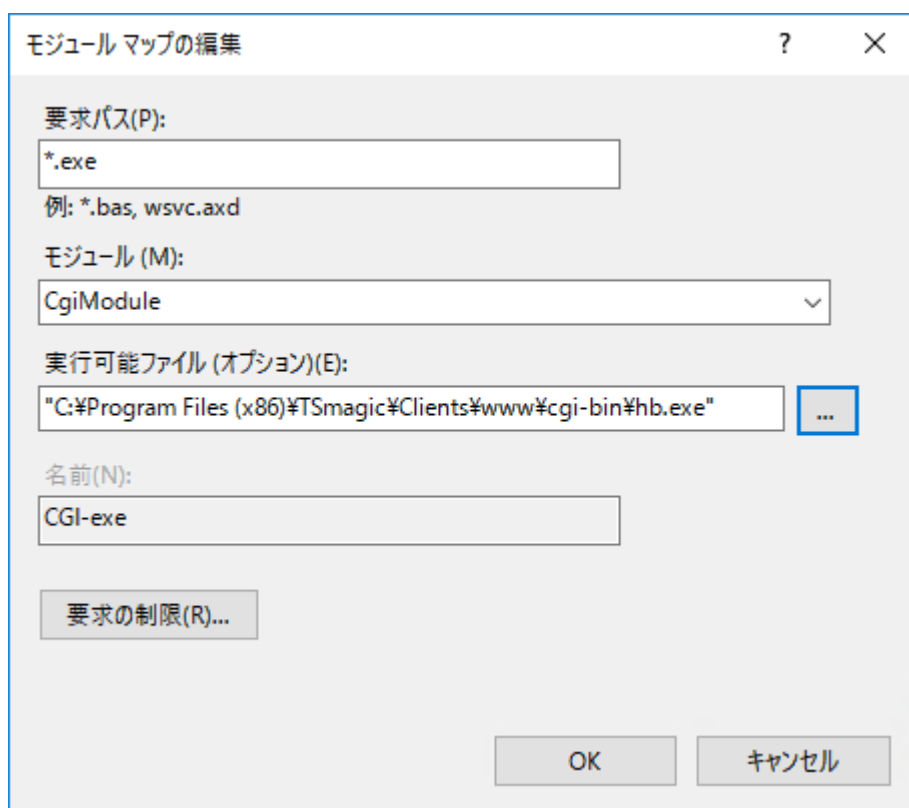 モジュール マップの編集
要求パス(P):
*.exe
例: *.bas, wsvc.axd
モジュール (M):
CgiModule
実行可能ファイル (オプション)(E):
"C:¥Program Files (x86)¥TSmagic¥Clients¥www¥cgi-bin¥hb.exe"
...
名前(N):
CGI-exe
要求の制限(R)...
OK キャンセル